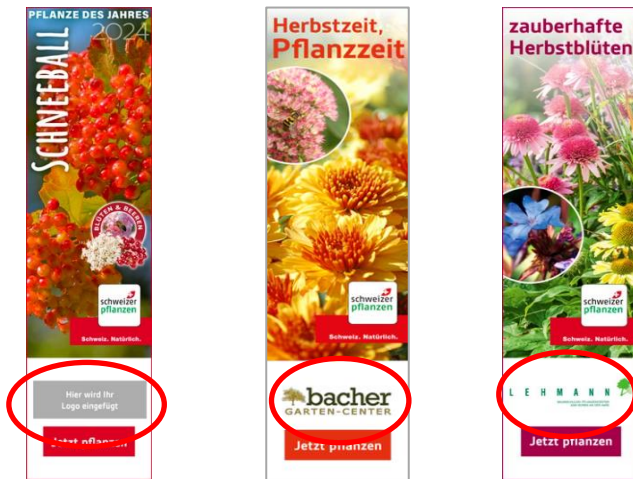 PFLANZE DES JAHRES
2024
SCHNEEBALL
BLÜTEN & BEEREN
schweizer
pflanzen
Schweiz. Natürlich.
Hier wird Ihr
Logo eingefügt
Jetzt pflanzen
Herbstzeit,
Pflanzzeit
schweizer
pflanzen
Schweiz. Natürlich.
bacher
GARTEN-CENTER
Jetzt pflanzen
zauberhafte
Herbstblüten
schweizer
pflanzen
Schweiz. Natürlich.
LEHMANN
Jetzt pflanzen